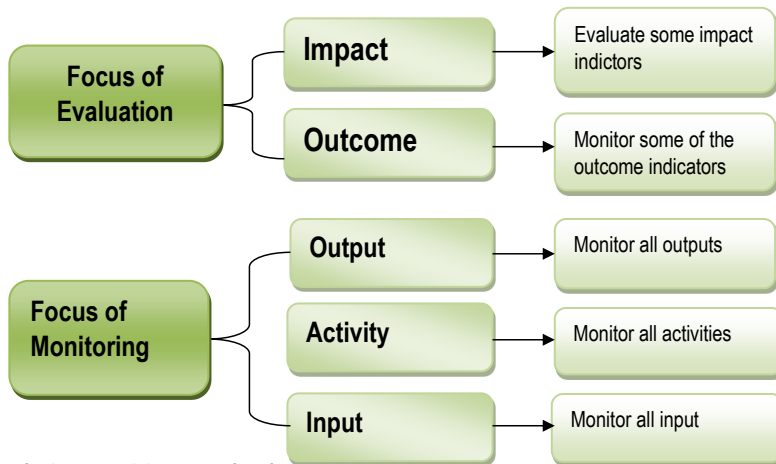 Focus of
Evaluation
Impact
Evaluate some impact
indictors
Outcome
Monitor some of the
outcome indicators
Focus of
Monitoring
Output
Monitor all outputs
Activity
Monitor all activities
Input
Monitor all input